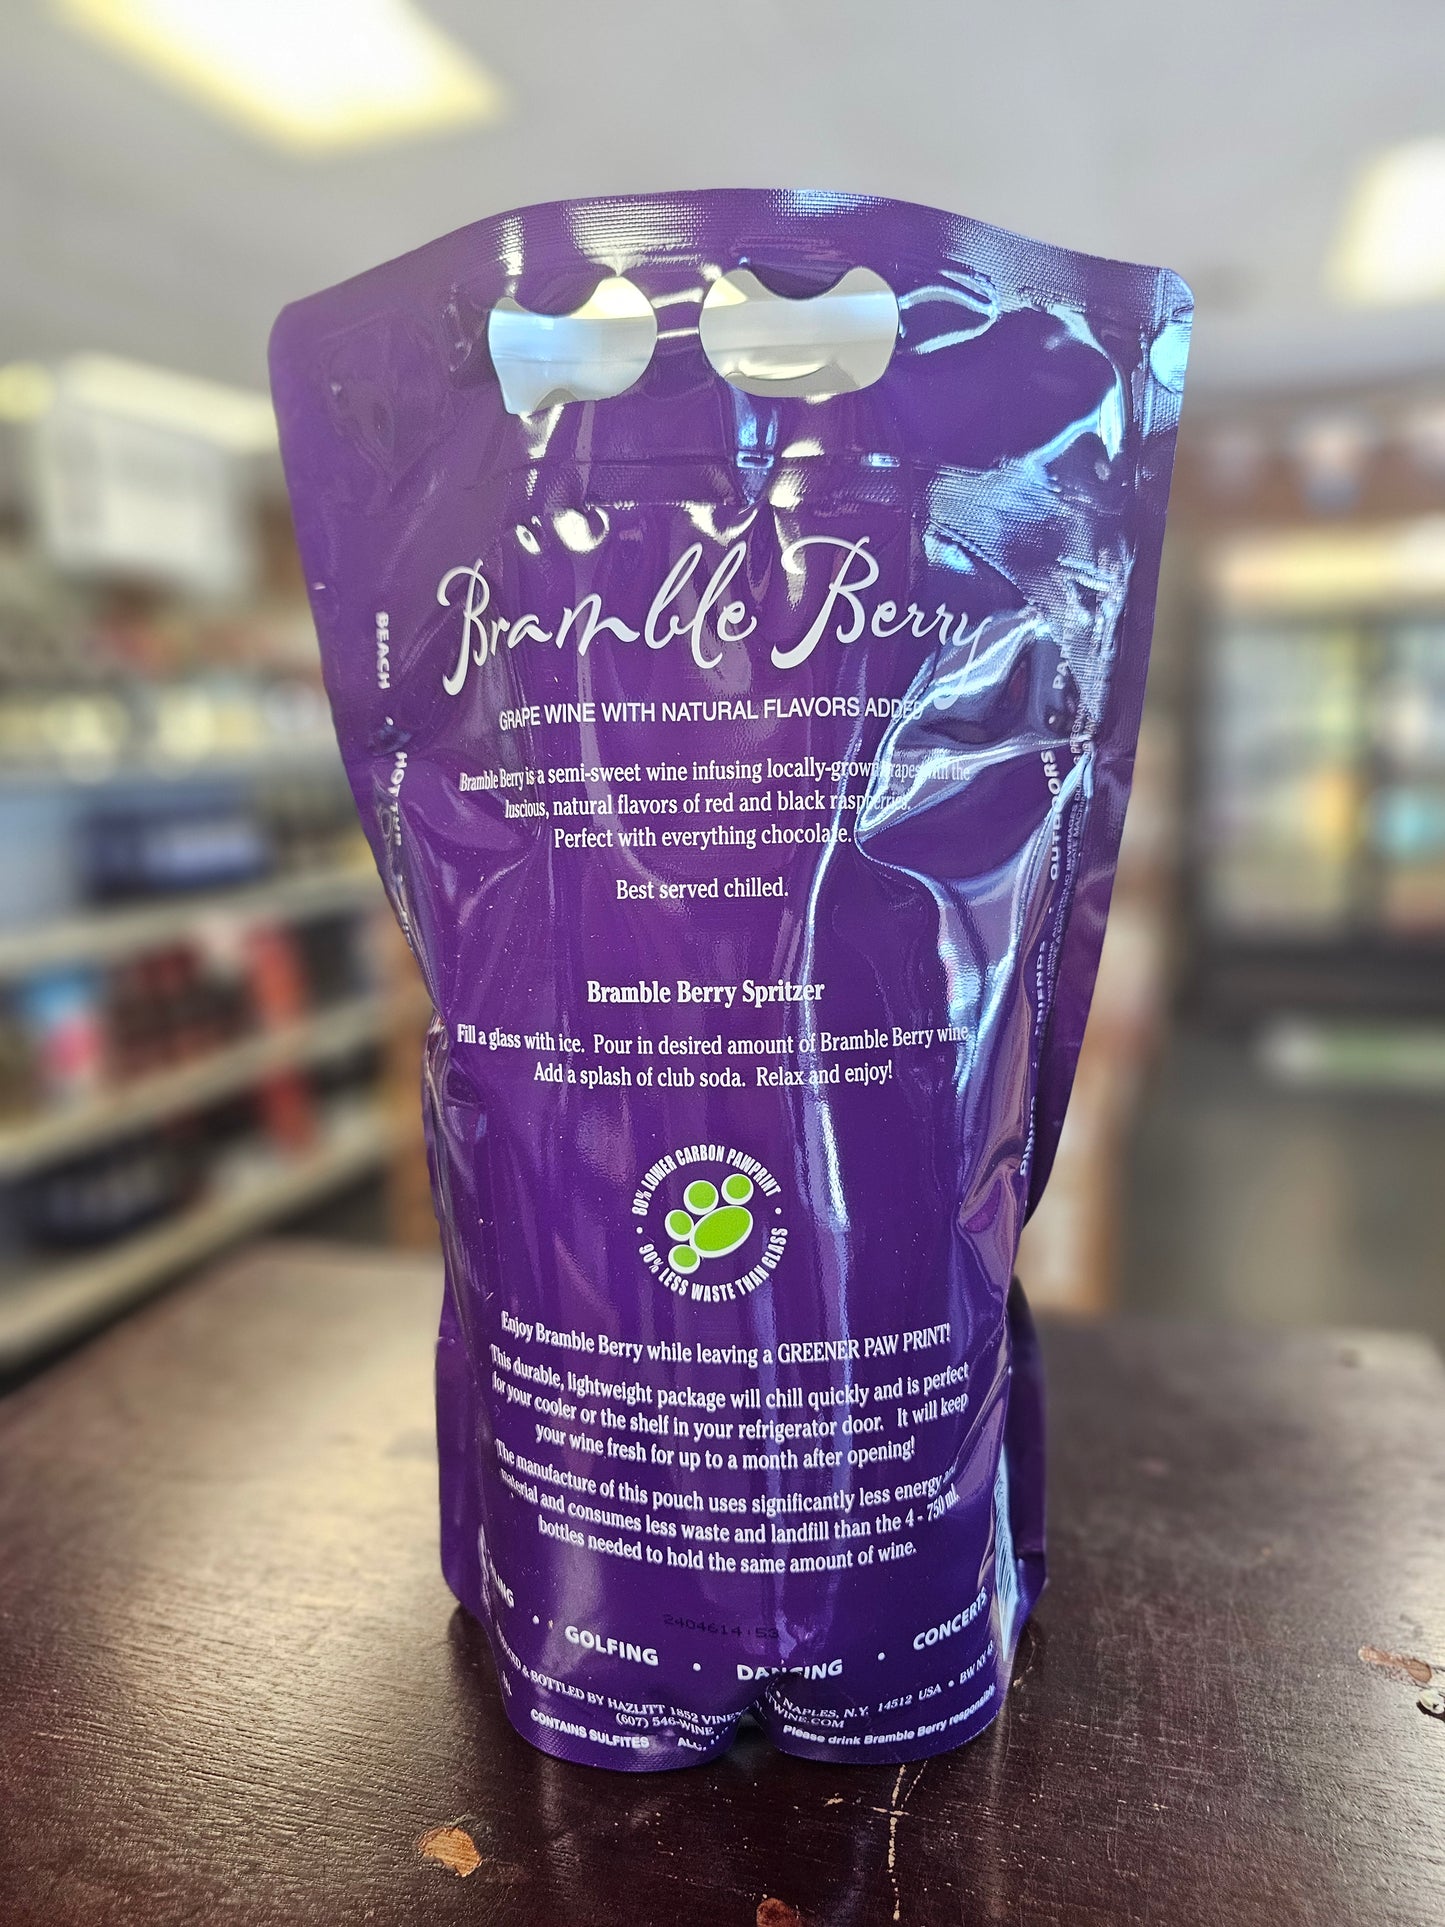 Bramble Berry
GRAPE WINE WITH NATURAL FLAVORS ADDED
Bramble Berry is a semi-sweet wine infusing locally-grown grapes with the
luscious, natural flavors of red and black raspberries.
Perfect with everything chocolate.
Best served chilled.
Bramble Berry Spritzer
Fill a glass with ice. Pour in desired amount of Bramble Berry wine.
Add a splash of club soda. Relax and enjoy!
80% LOWER CARBON PAWPRINT
• 90% LESS WASTE THAN GLASS •
Enjoy Bramble Berry while leaving a GREENER PAW PRINT!
This durable, lightweight package will chill quickly and is perfect
for your cooler or the shelf in your refrigerator door. It will keep
your wine fresh for up to a month after opening!
The manufacture of this pouch uses significantly less energy
material and consumes less waste and landfill than the 4 - 750 ml.
bottles needed to hold the same amount of wine.
2404614:53
• GOLFING • DANCING • CONCERTS
& BOTTLED BY HAZLITT 1852 NAPLES, N.Y. 14512 USA • BW NY
(607) 546-WINE
CONTAINS SULFITES
Please drink Bramble Berry responsibly.
BEACH • HOT TUB
OUTDOORS
FRIENDS